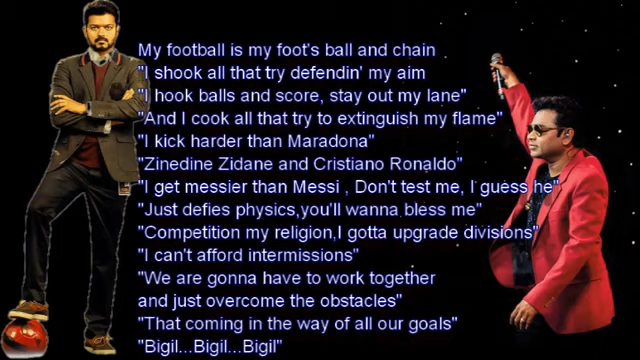 My football is my foot's ball and chain
"I shook all that try defendin' my aim
"I hook balls and score, stay out my lane"
"And I cook all that try to extinguish my flame"
"I kick harder than Maradona"
"Zinedine Zidane and Cristiano Ronaldo"
"I get messier than Messi , Don't test me, I guess he"
"Just defies physics,you'll wanna bless me"
"Competition my religion,I gotta upgrade divisions"
"I can't afford intermissions"
"We are gonna have to work together
and just overcome the obstacles"
"That coming in the way of all our goals"
"Bigil...Bigil...Bigil"